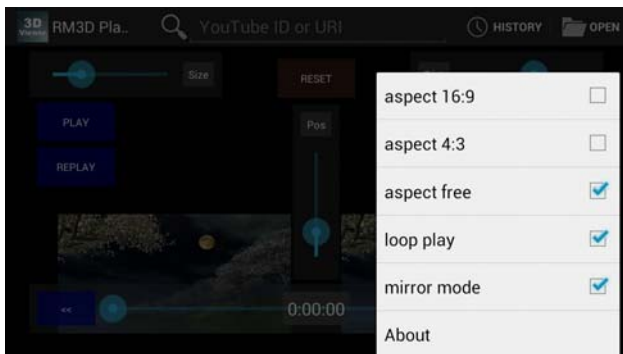 3D
Viewer
RM3D Pla..
YouTube ID or URI
HISTORY
OPEN
Size
RESET
PLAY
Pos
REPLAY
<<
0:00:00
aspect 16:9
aspect 4:3
aspect free
loop play
mirror mode
About